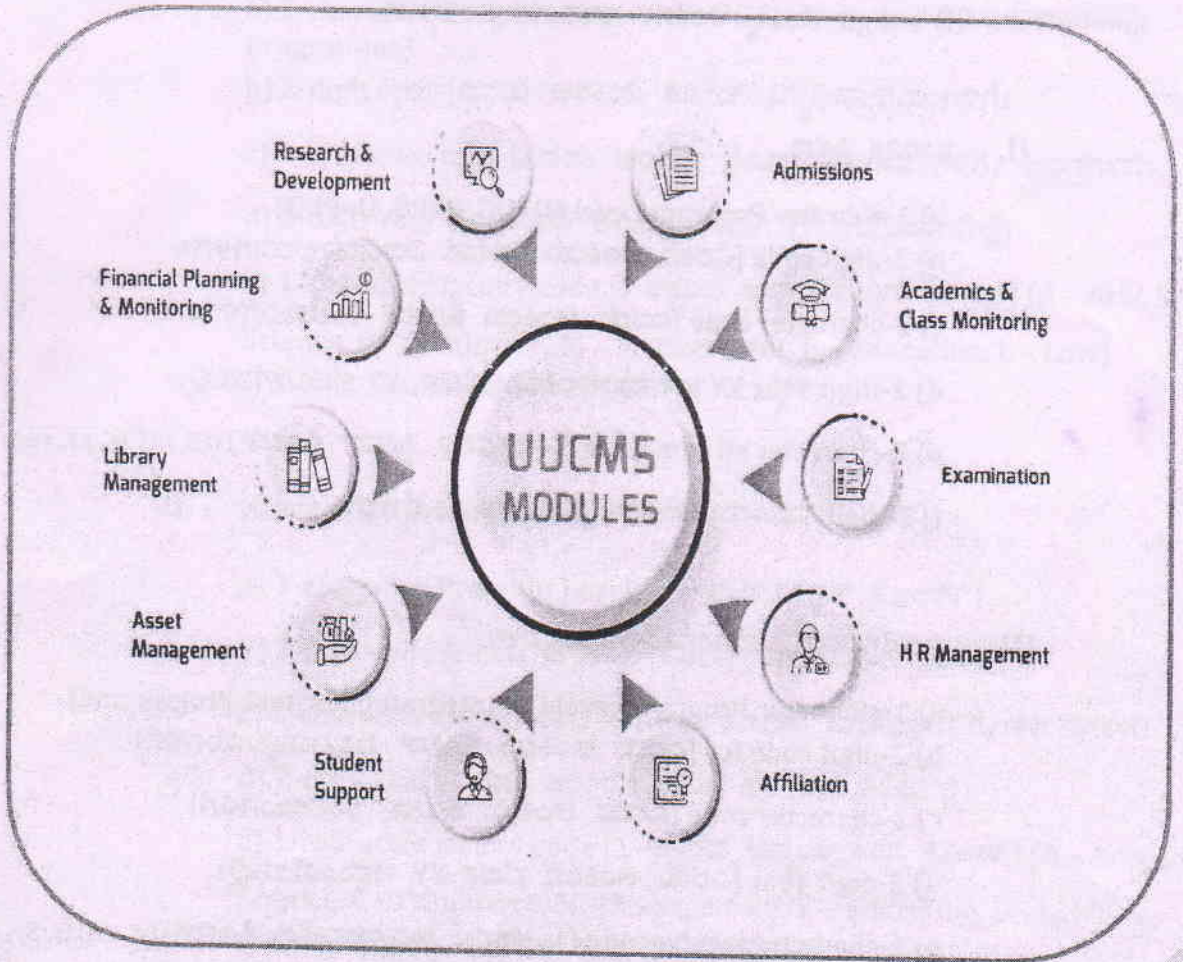 Research &
Development
Admissions
Financial Planning
& Monitoring
Academics &
Class Monitoring
UUCMS
MODULES
Library
Management
Examination
Asset
Management
H R Management
Student
Support
Affiliation